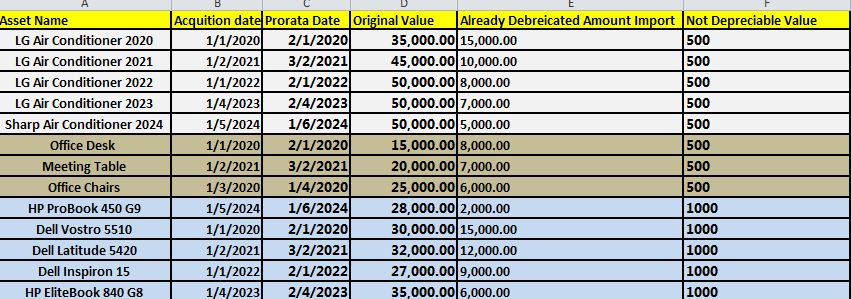 A B C D E F
Asset Name Acquition date Prorata Date Original Value Already Debreicated Amount Import Not Depreciable Value
LG Air Conditioner 2020 1/1/2020 2/1/2020 35,000.00 15,000.00 500
LG Air Conditioner 2021 1/2/2021 3/2/2021 45,000.00 10,000.00 500
LG Air Conditioner 2022 1/1/2022 2/1/2022 50,000.00 8,000.00 500
LG Air Conditioner 2023 1/4/2023 2/4/2023 50,000.00 7,000.00 500
Sharp Air Conditioner 2024 1/5/2024 1/6/2024 50,000.00 5,000.00 500
Office Desk 1/1/2020 2/1/2020 15,000.00 8,000.00 500
Meeting Table 1/2/2021 3/2/2021 20,000.00 7,000.00 500
Office Chairs 1/3/2020 1/4/2020 25,000.00 6,000.00 500
HP ProBook 450 G9 1/5/2024 1/6/2024 28,000.00 2,000.00 1000
Dell Vostro 5510 1/1/2020 2/1/2020 30,000.00 15,000.00 1000
Dell Latitude 5420 1/2/2021 3/2/2021 32,000.00 12,000.00 1000
Dell Inspiron 15 1/1/2022 2/1/2022 27,000.00 9,000.00 1000
HP EliteBook 840 G8 1/4/2023 2/4/2023 35,000.00 6,000.00 1000